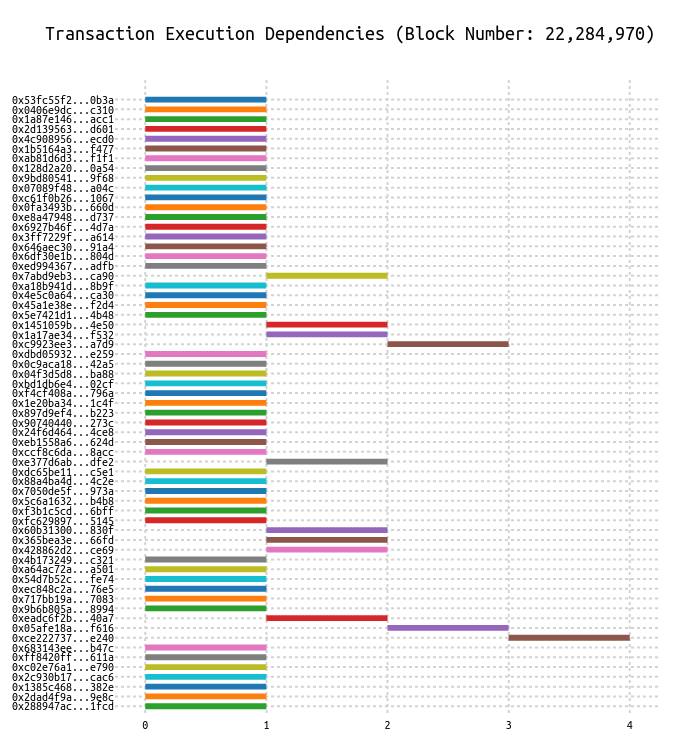 Transaction Execution Dependencies (Block Number: 22,284,970)
0x53fc55f2...0b3a
0x0406e9dc...c310
0x1a87e146...acc1
0x2d139563...d601
0x4c908956...ecd0
0x1b5164a3...f477
0xab81d6d3...f1f1
0x128d2a20...0a54
0x9bd80541...9f68
0x07089f48...a04c
0xc61f0b26...1067
0x0fa3493b...660d
0xe8a47948...d737
0x6927b46f...4d7a
0x3ff7229f...a614
0x646aec30...91a4
0x6df30e1b...804d
0xed994367...adfb
0x7abd9eb3...ca90
0xa18b941d...8b9f
0x4e5c0a64...ca30
0x45a1e38e...f2d4
0x5e7421d1...4b48
0x1451059b...4e50
0x1a17ae34...f532
0xc9923ee3...a7d9
0xdbd05932...e259
0x0c9aca18...42a5
0x04f3d5d8...ba88
0xbd1db6e4...02cf
0xf4cf408a...796a
0x1e20ba34...1c4f
0x897d9ef4...b223
0x90740440...273c
0x24f6d464...4ce8
0xeb1558a6...624d
0xccf8c6da...8acc
0xe377d6ab...dfe2
0xdc65be11...c5e1
0x88a4ba4d...4c2e
0x7050de5f...973a
0x5c6a1632...b4b8
0xf3b1c5cd...6bff
0xfc629897...5145
0x60b31300...830f
0x365bea3e...66fd
0x428862d2...ce69
0x4b173249...c321
0xa64ac72a...a501
0x54d7b52c...fe74
0xec848c2a...76e5
0x717bb19a...7083
0x9b6b805a...8994
0xeadc6f2b...40a7
0x05afe18a...f616
0xce222737...e240
0x683143ee...b47c
0xff8420ff...611a
0xc02e76a1...e790
0x2c930b17...cac6
0x1385c468...382e
0x2dad4f9a...9e8c
0x288947ac...1fcd
0 1 2 3 4